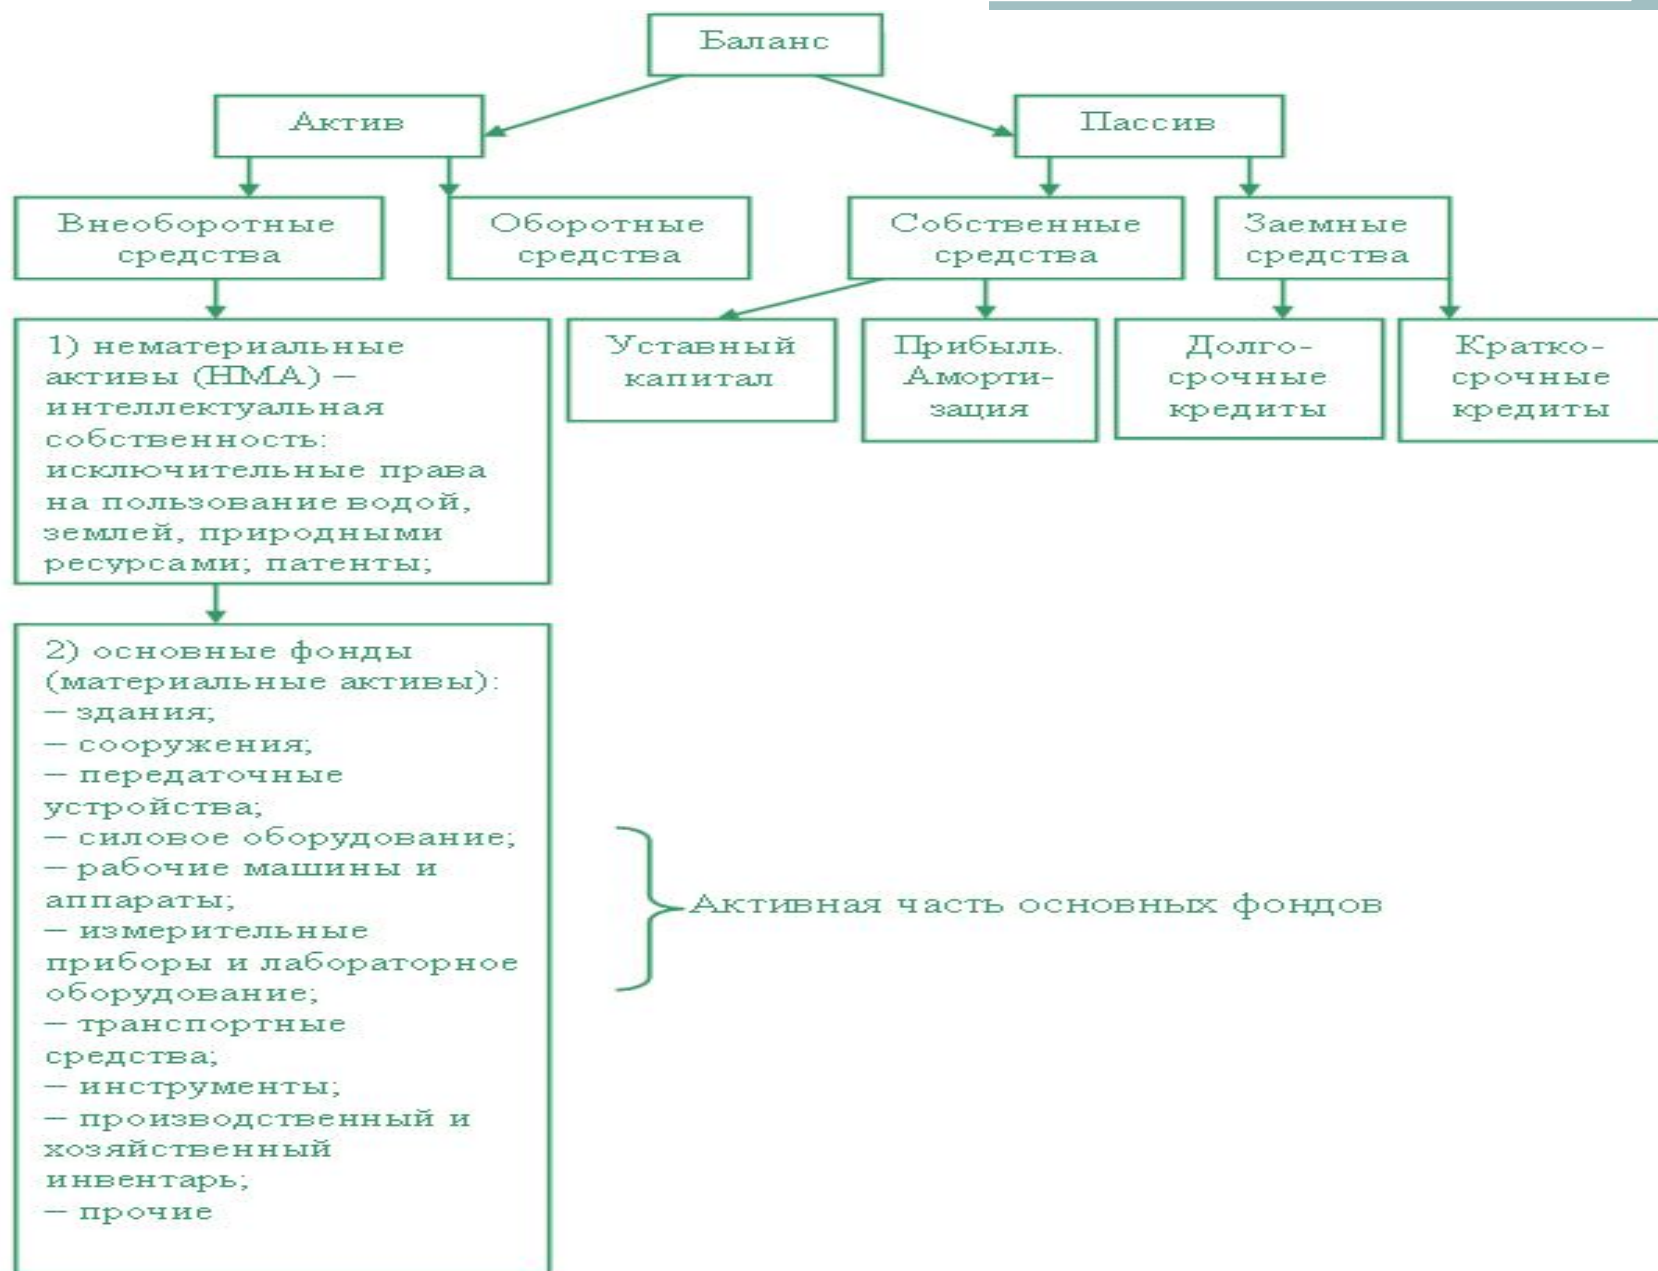 Баланс
Актив
Пассив
Внеоборотные
средства
Оборотные
средства
Собственные
средства
Заемные
средства
1) нематериальные
активы (НМА) –
интеллектуальная
собственность:
исключительные права
на пользование водой,
землей, природными
ресурсами; патенты;
Уставный
капитал
Прибыль.
Аморти-
зация
Долго-
срочные
кредиты
Кратко-
срочные
кредиты
2) основные фонды
(материальные активы):
– здания;
– сооружения;
– передаточные
устройства;
– силовое оборудование;
– рабочие машины и
аппараты;
– измерительные
приборы и лабораторное
оборудование;
– транспортные
средства;
– инструменты;
– производственный и
хозяйственный
инвентарь;
– прочие
Активная часть основных фондов